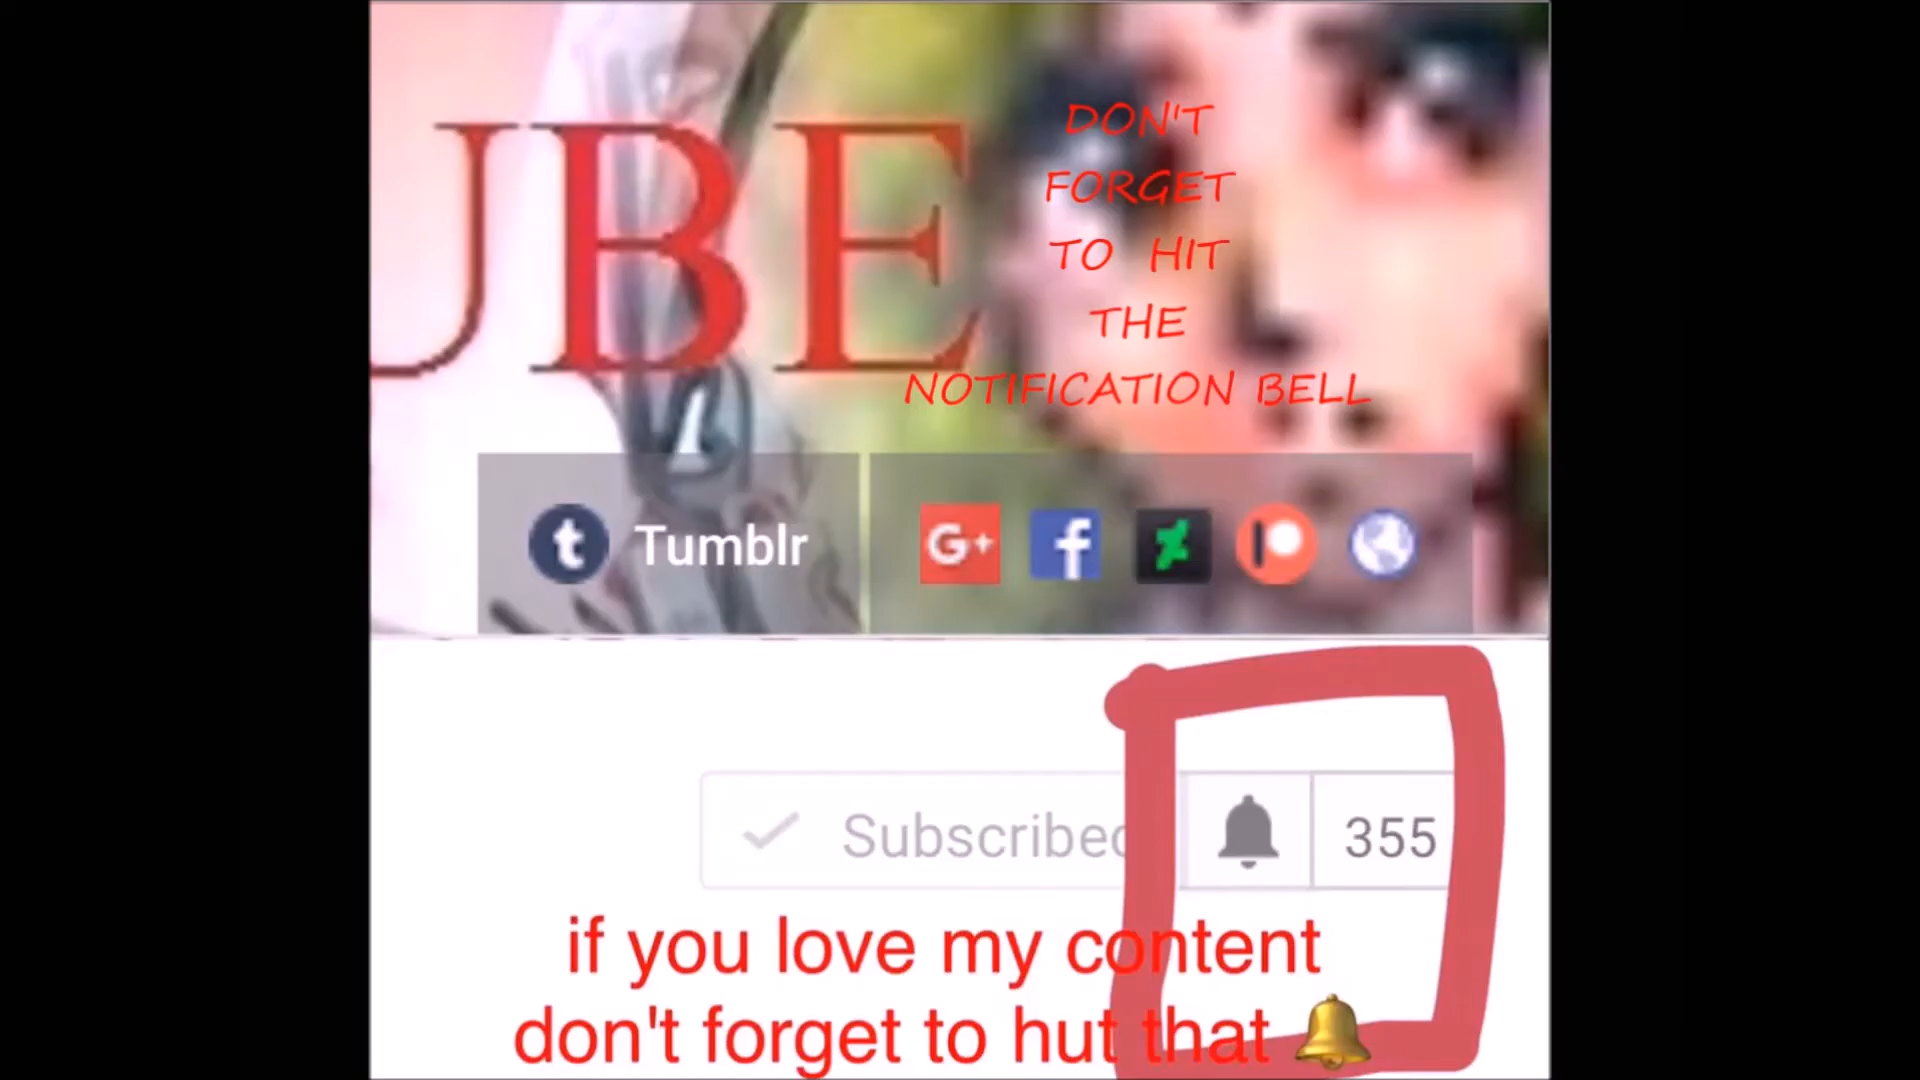 UBE
DON'T
FORGET
TO HIT
THE
NOTIFICATION BELL
Tumblr
Subscribed 355
if you love my content
don't forget to hut that